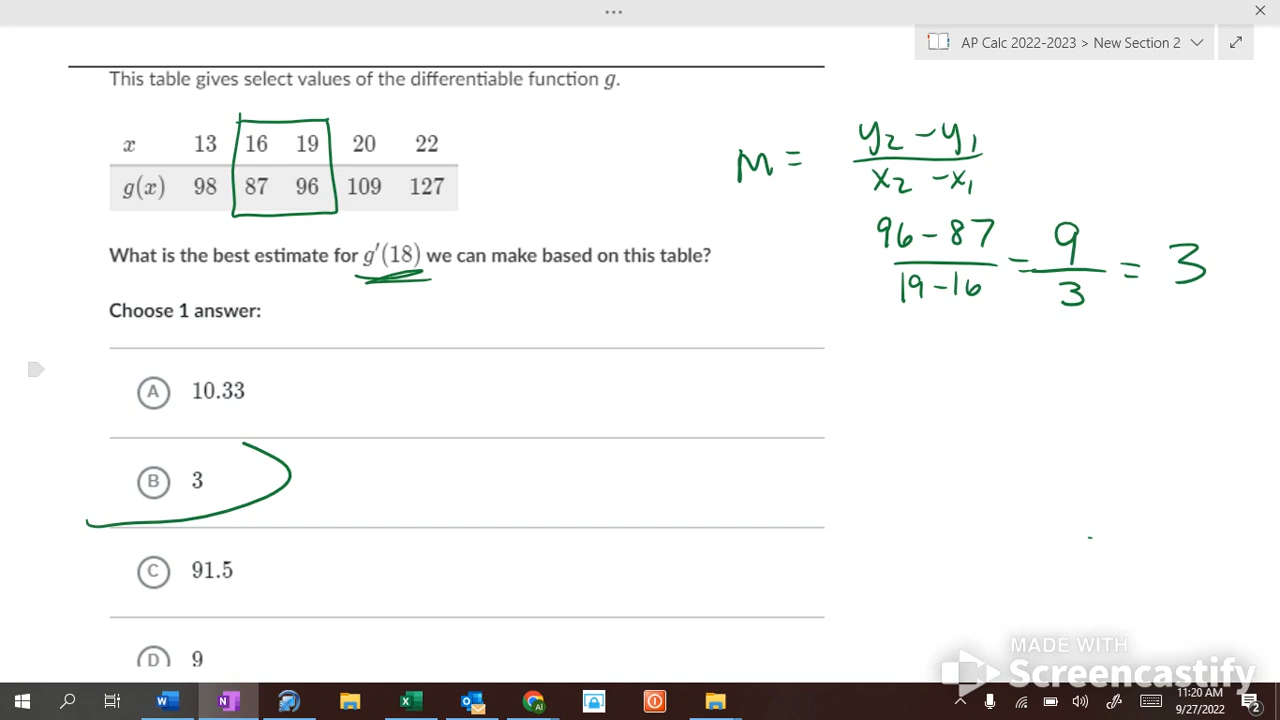 ...
AP Calc 2022-2023 > New Section 2
This table gives select values of the differentiable function g.
x 13 16 19 20 22
g(x) 98 87 96 109 127
What is the best estimate for g′(18) we can make based on this table?
Choose 1 answer:
A 10.33
B 3
C 91.5
D 9
M = y₂ - y₁ / x₂ - x₁
96 - 87 / 19 - 16 = 9 / 3 = 3
MADE WITH
Screencastify
11:20 AM
9/27/2022
2